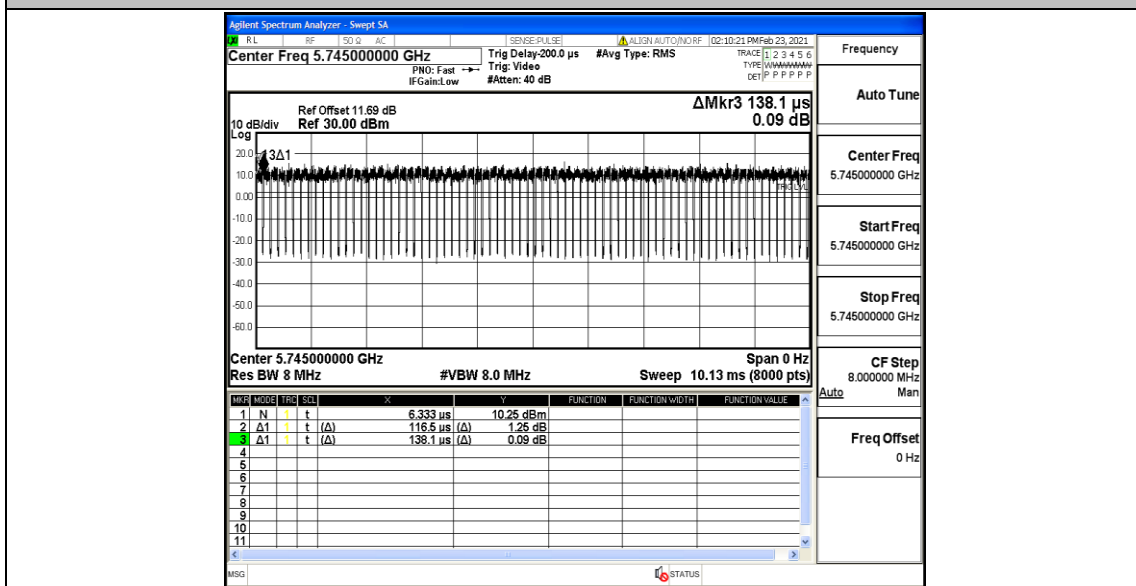 Agilent Spectrum Analyzer - Swept SA
RL RF 50 Ω AC SENSE:PULSE ALIGN AUTO/NO RF 02:10:21 PM Feb 23, 2021
Center Freq 5.745000000 GHz
PNO: Fast
IFGain:Low
Trig Delay-200.0 µs
Trig: Video
#Atten: 40 dB
#Avg Type: RMS
TRACE 1 2 3 4 5 6
TYPE
DET P P P P P P
ΔMkr3 138.1 µs
0.09 dB
Ref Offset 11.69 dB
10 dB/div Ref 30.00 dBm
Log
3Δ1
20.0
10.0
0.00
-10.0
-20.0
-30.0
-40.0
-50.0
-60.0
TRIG LVL
Center 5.745000000 GHz Span 0 Hz
Res BW 8 MHz #VBW 8.0 MHz Sweep 10.13 ms (8000 pts)
MKR MODE TRC SCL X Y FUNCTION FUNCTION WIDTH FUNCTION VALUE
1 N 1 t 6.333 µs 10.25 dBm
2 Δ1 1 t (Δ) 116.5 µs (Δ) 1.25 dB
3 Δ1 1 t (Δ) 138.1 µs (Δ) 0.09 dB
4
5
6
7
8
9
10
11
MSG STATUS
Frequency
Auto Tune
Center Freq
5.745000000 GHz
Start Freq
5.745000000 GHz
Stop Freq
5.745000000 GHz
CF Step
8.000000 MHz
Auto Man
Freq Offset
0 Hz